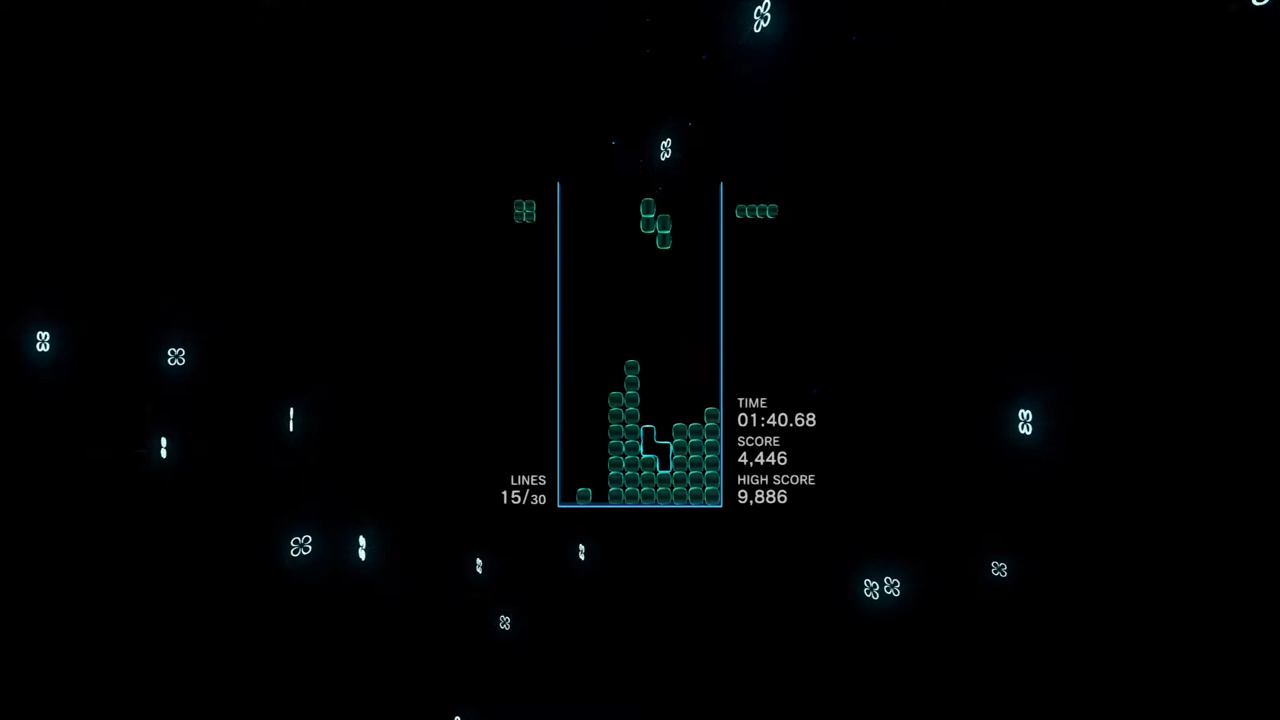 TIME
01:40.68
SCORE
4,446
LINES
15/30
HIGH SCORE
9,886